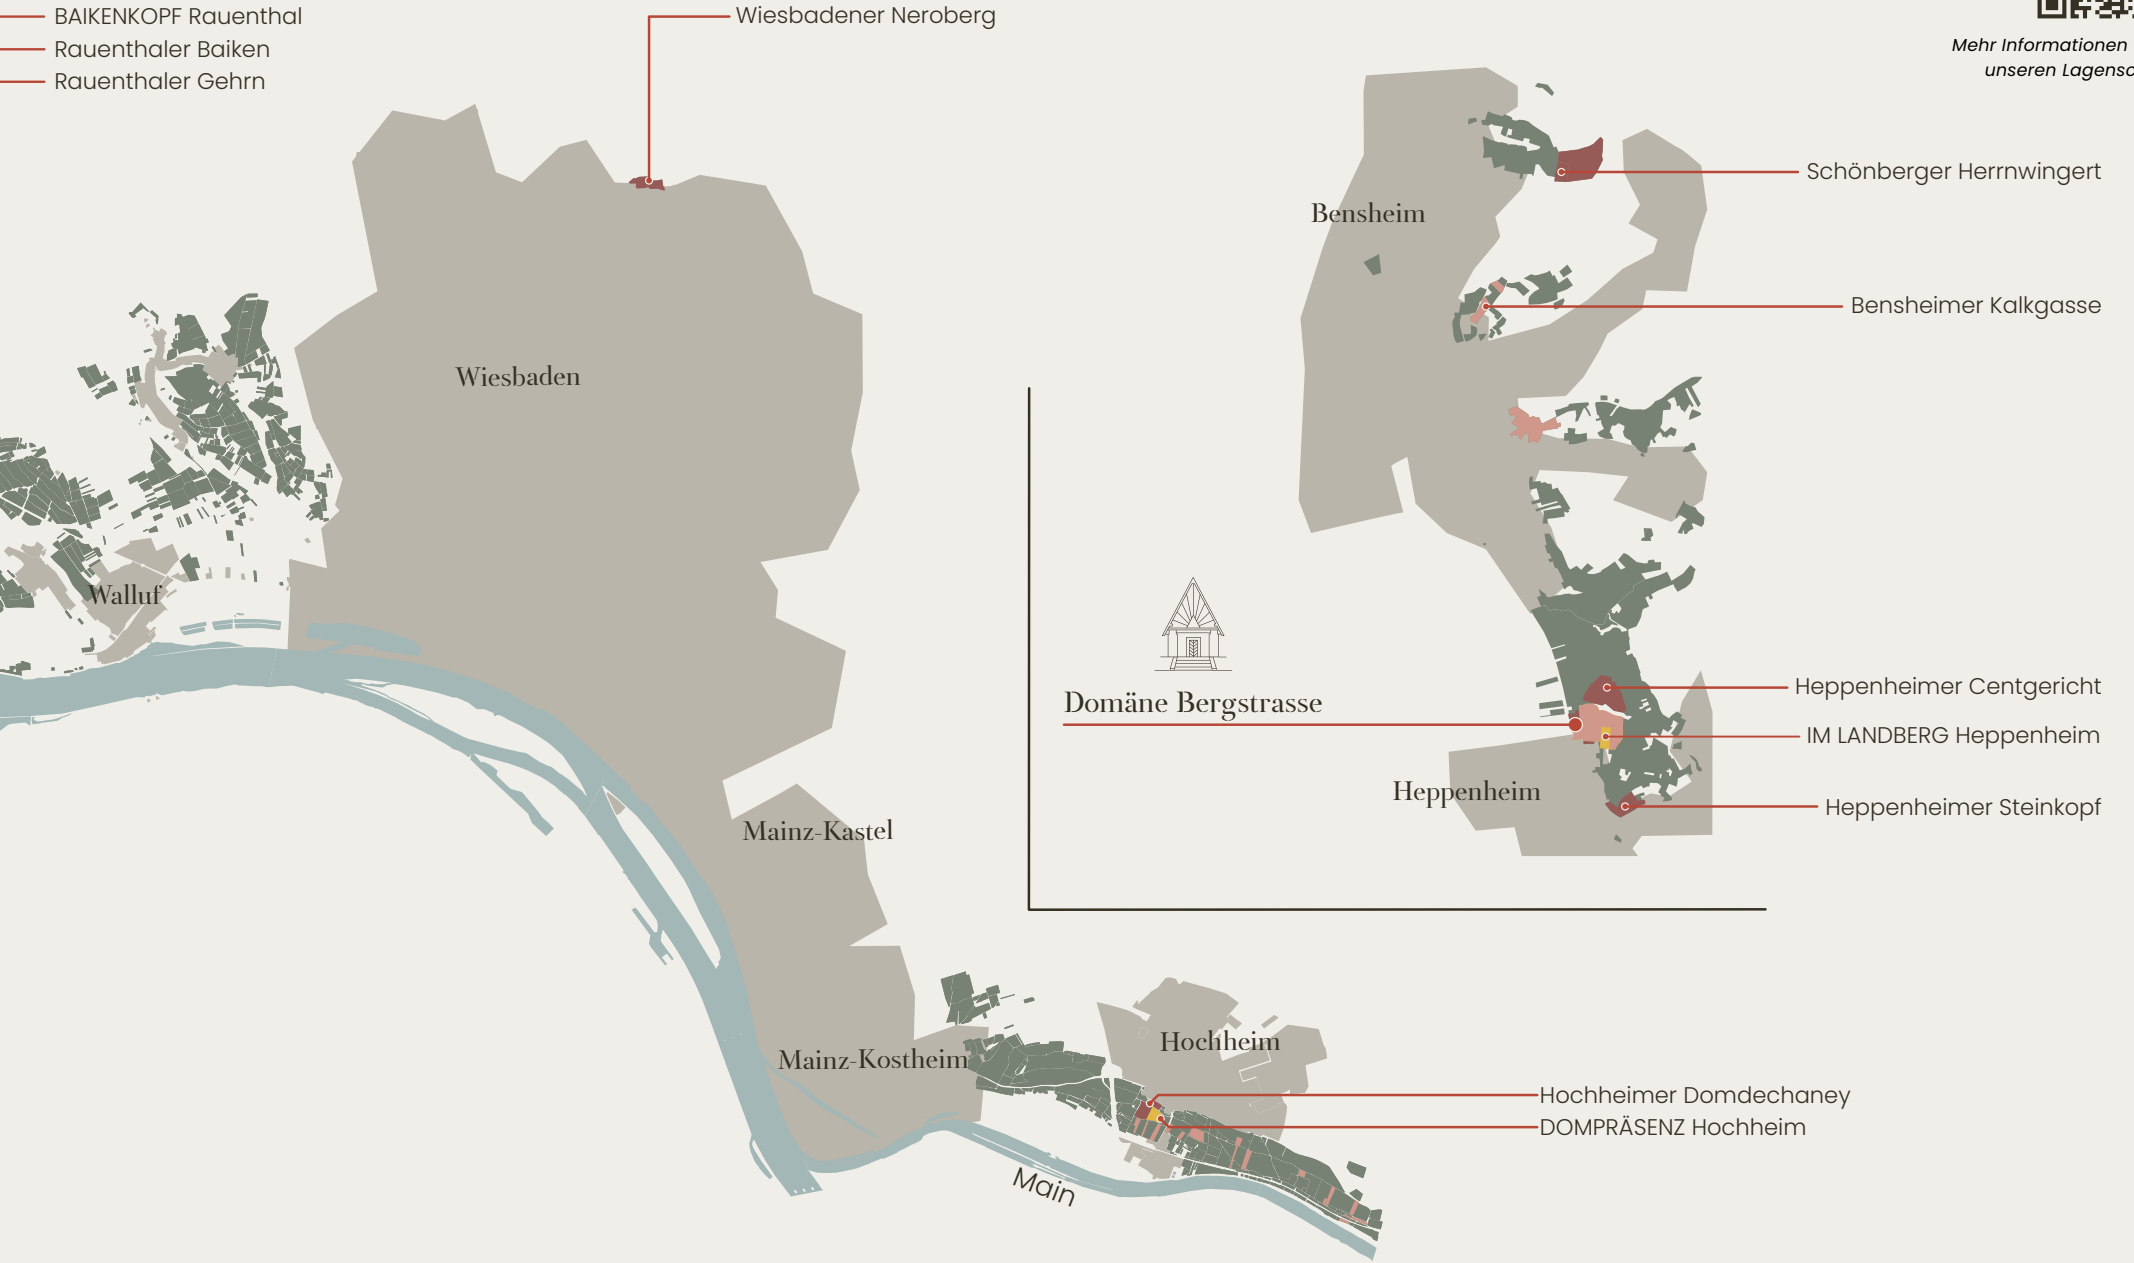 BAIKENKOPF Rauenthal
Rauenthaler Baiken
Rauenthaler Gehrn
Wiesbadener Neroberg
Mehr Informationen
unseren
Schönberger Herrnwingert
Bensheim
Bensheimer Kalkgasse
Wiesbaden
Walluf
Domäne Bergstrasse
Heppenheimer Centgericht
IM LANDBERG Heppenheim
Heppenheim
Heppenheimer Steinkopf
Mainz-Kastel
Hochheim
Mainz-Kostheim
Hochheimer Domdechaney
DOMPRÄSENZ Hochheim
Main